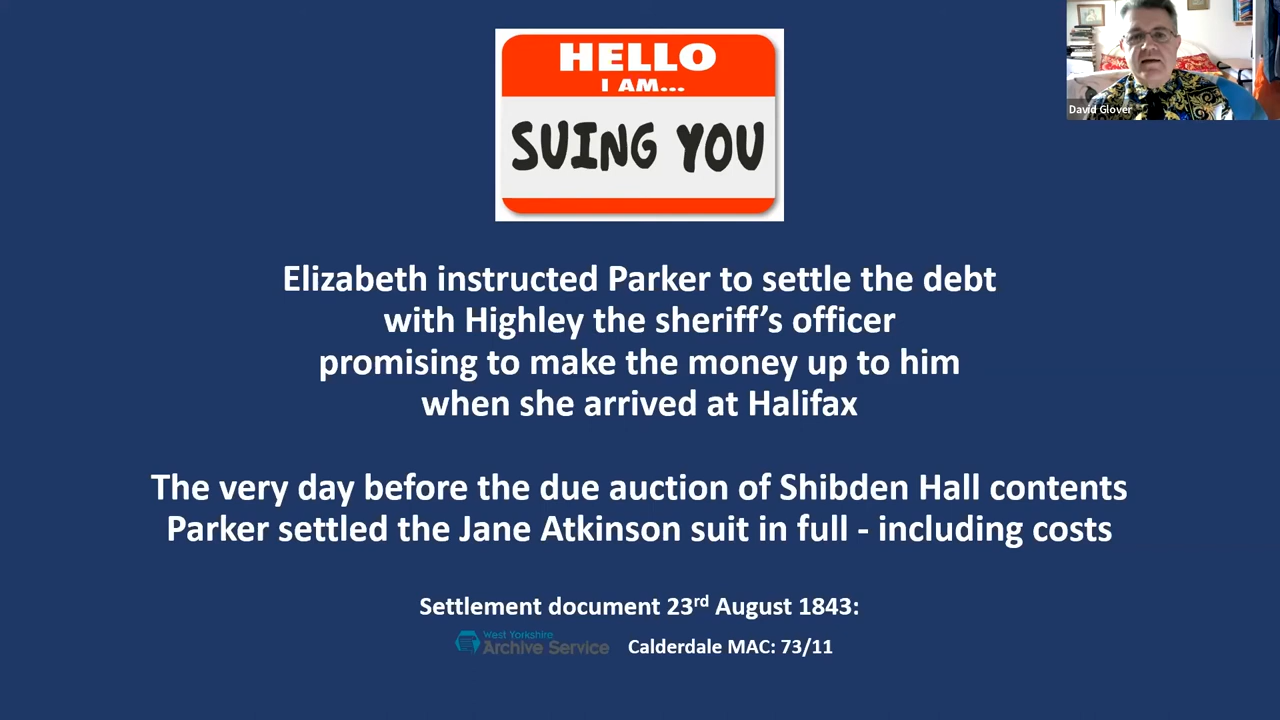 HELLO
I AM...
SUING YOU
David Glover
Elizabeth instructed Parker to settle the debt
with Highley the sheriff’s officer
promising to make the money up to him
when she arrived at Halifax
The very day before the due auction of Shibden Hall contents
Parker settled the Jane Atkinson suit in full - including costs
Settlement document 23rd August 1843:
West Yorkshire
Archive Service
Calderdale MAC: 73/11